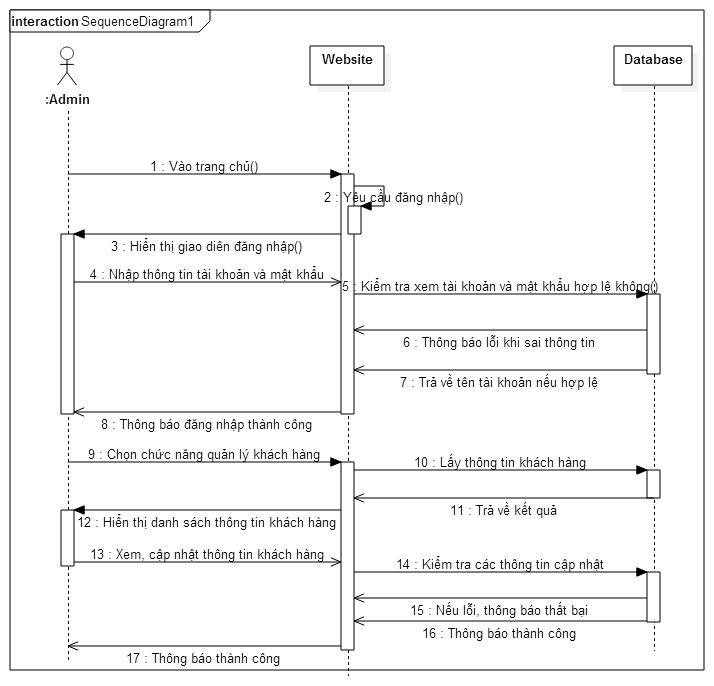 interaction SequenceDiagram1
Website
Database
:Admin
1 : Vào trang chủ()
2 : Yêu cầu đăng nhập()
3 : Hiển thị giao diên đăng nhập()
4 : Nhập thông tin tài khoản và mật khẩu
5 : Kiểm tra xem tài khoản và mật khẩu hợp lệ không()
6 : Thông báo lỗi khi sai thông tin
7 : Trả về tên tài khoản nếu hợp lệ
8 : Thông báo đăng nhập thành công
9 : Chọn chức năng quản lý khách hàng
10 : Lấy thông tin khách hàng
11 : Trả về kết quả
12 : Hiển thị danh sách thông tin khách hàng
13 : Xem, cập nhật thông tin khách hàng
14 : Kiểm tra các thông tin cập nhật
15 : Nếu lỗi, thông báo thất bại
16 : Thông báo thành công
17 : Thông báo thành công